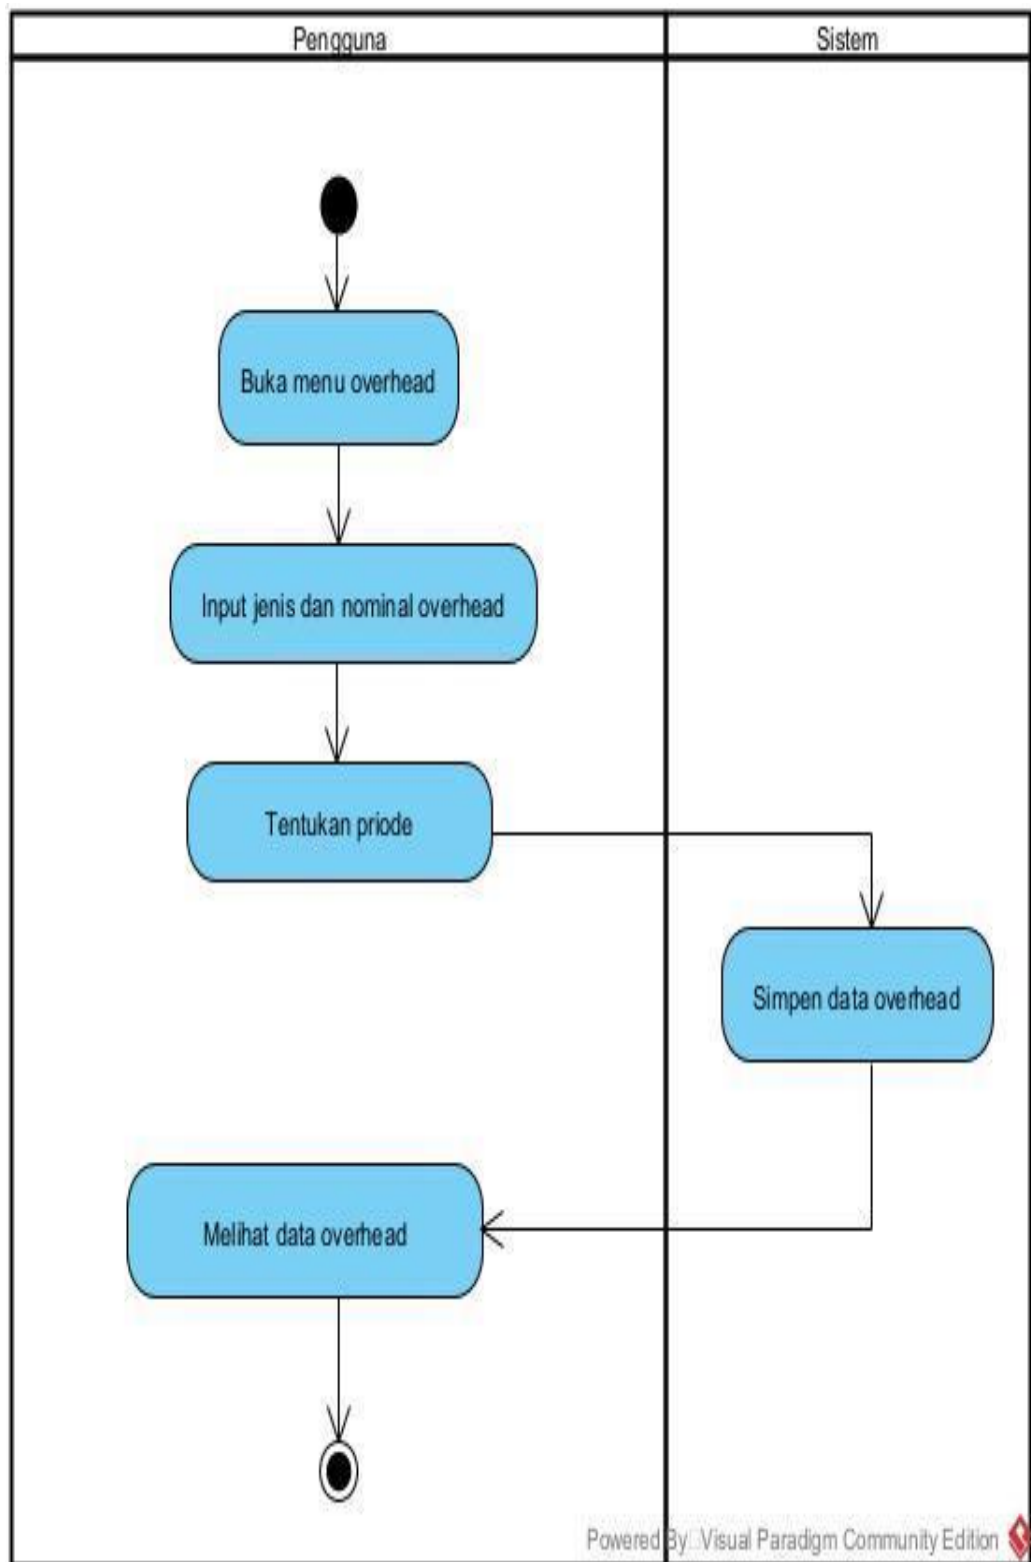 Pengguna
Sistem
Buka menu overhead
Input jenis dan nominal overhead
Tentukan priode
Simpen data overhead
Melihat data overhead
Powered By Visual Paradigm Community Edition